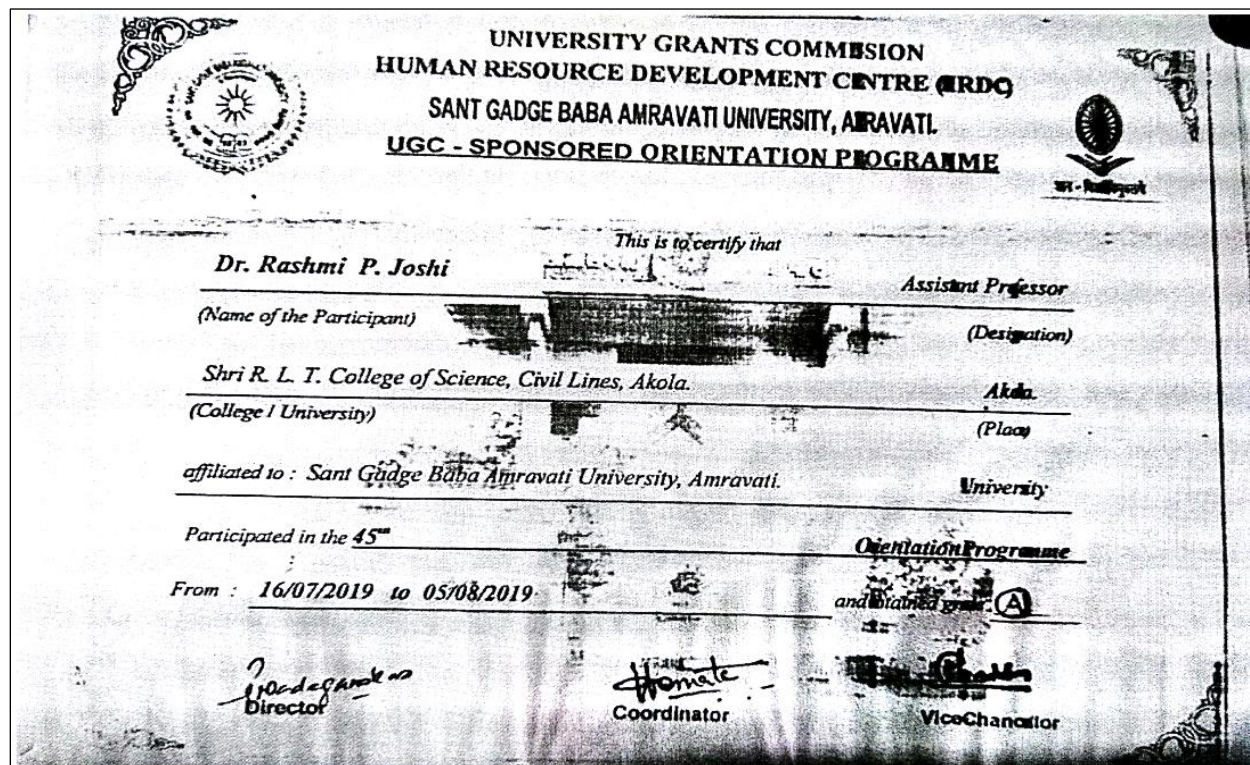 UNIVERSITY GRANTS COMMISSION
HUMAN RESOURCE DEVELOPMENT CENTRE (HRDC)
SANT GADGE BABA AMRAVATI UNIVERSITY, AMRAVATI.
UGC - SPONSORED ORIENTATION PROGRAMME
This is to certify that
Dr. Rashmi P. Joshi Assistant Professor
(Name of the Participant) (Designation)
Shri R. L. T. College of Science, Civil Lines, Akola. Akola.
(College / University) (Place)
affiliated to : Sant Gadge Baba Amravati University, Amravati. University
Participated in the 45th Orientation Programme
From : 16/07/2019 to 05/08/2019 and obtained grade A
Director Coordinator Vice Chancellor